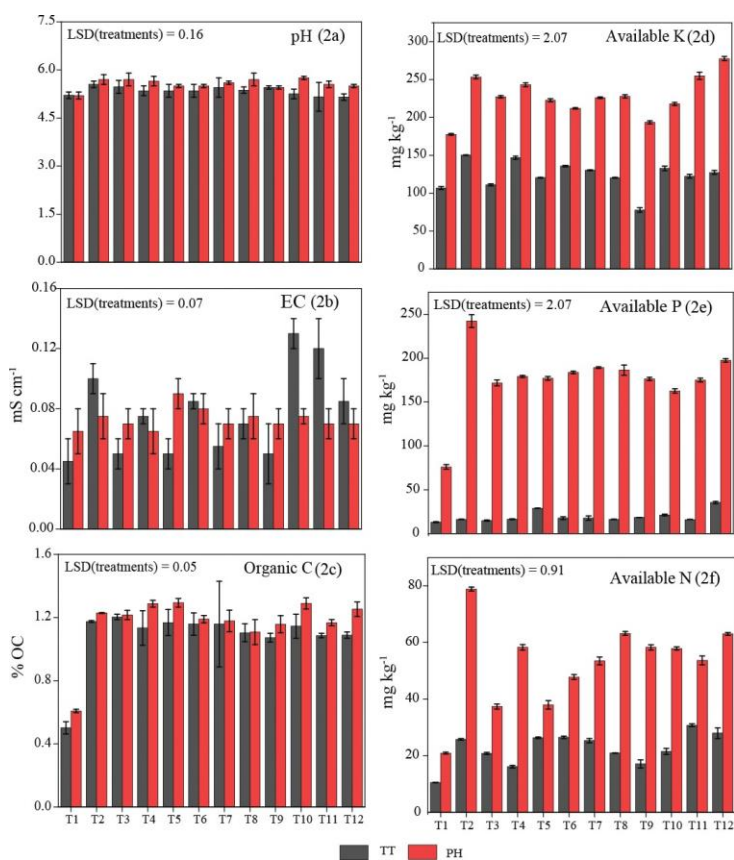 LSD(treatments) = 0.16 pH (2a)
7.5
6.0
4.5
3.0
1.5
0.0
LSD(treatments) = 2.07 Available K (2d)
mg kg⁻¹
300
250
200
150
100
50
0
LSD(treatments) = 0.07 EC (2b)
mS cm⁻¹
0.16
0.12
0.08
0.04
0.00
LSD(treatments) = 2.07 Available P (2e)
mg kg⁻¹
250
200
150
100
50
0
LSD(treatments) = 0.05 Organic C (2c)
% OC
1.6
1.2
0.8
0.4
0.0
T1 T2 T3 T4 T5 T6 T7 T8 T9 T10 T11 T12
LSD(treatments) = 0.91 Available N (2f)
mg kg⁻¹
80
60
40
20
0
T1 T2 T3 T4 T5 T6 T7 T8 T9 T10 T11 T12
TT PH